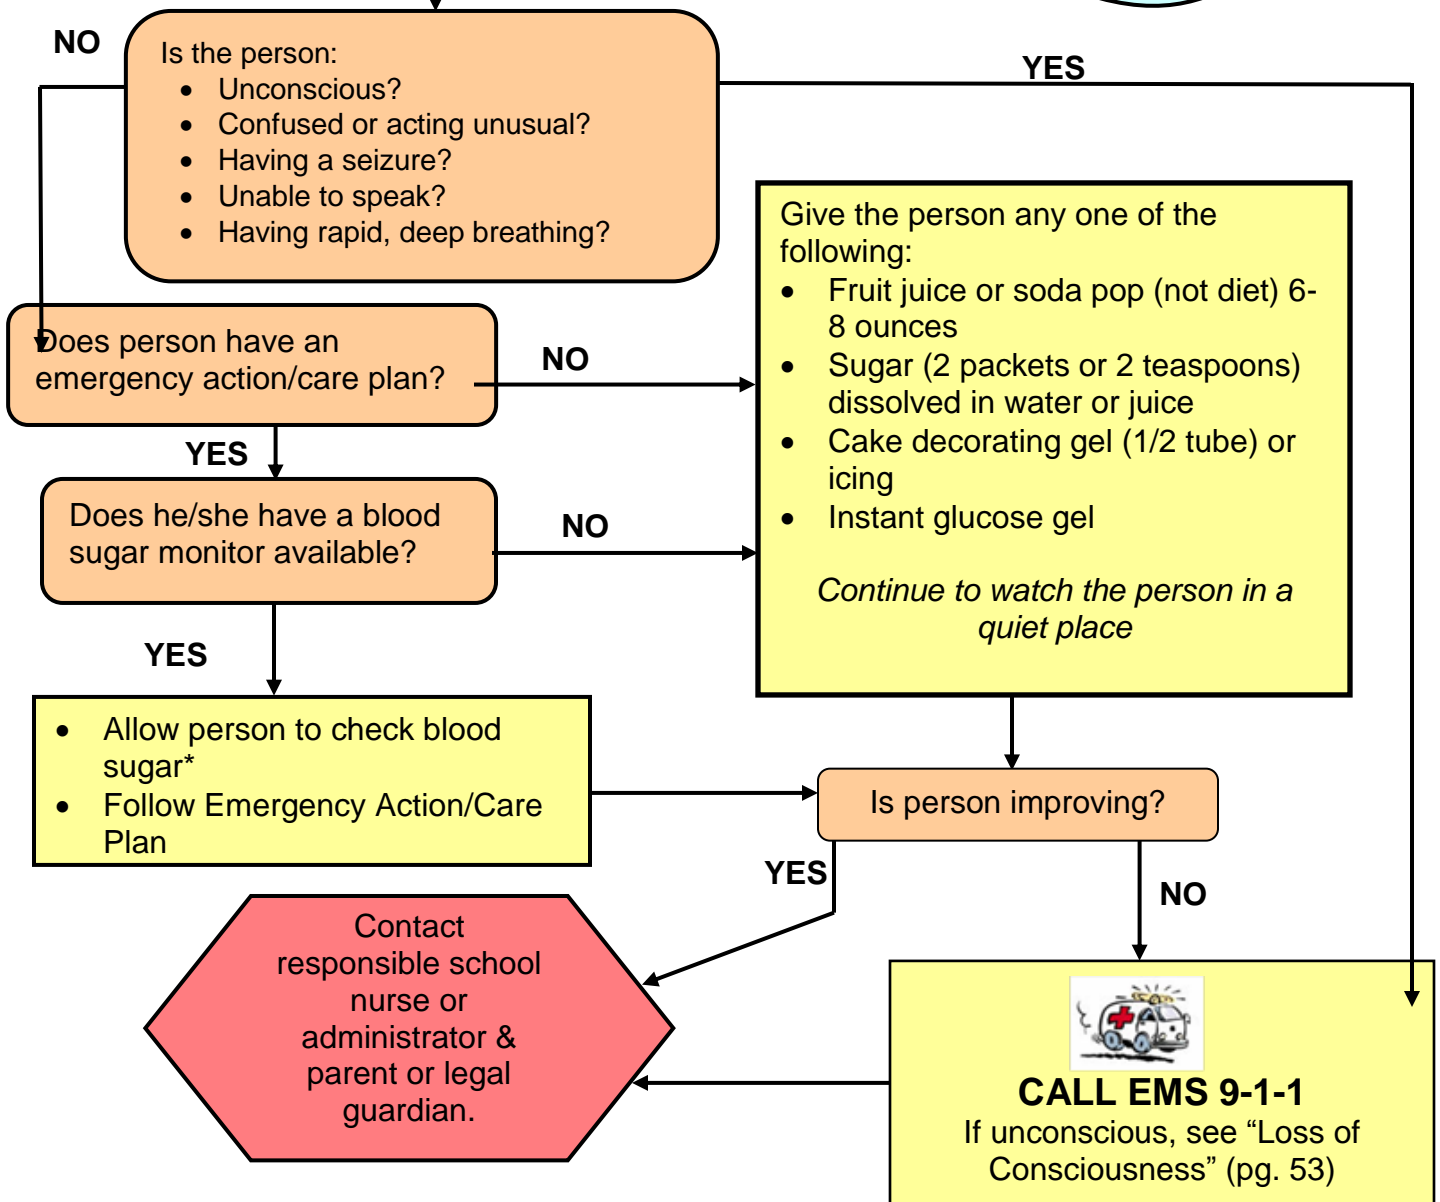 NO
Is the person:
• Unconscious?
• Confused or acting unusual?
• Having a seizure?
• Unable to speak?
• Having rapid, deep breathing?
YES
Does person have an
emergency action/care plan?
NO
YES
Does he/she have a blood
sugar monitor available?
NO
YES
Give the person any one of the
following:
• Fruit juice or soda pop (not diet) 6-
8 ounces
• Sugar (2 packets or 2 teaspoons)
dissolved in water or juice
• Cake decorating gel (1/2 tube) or
icing
• Instant glucose gel
Continue to watch the person in a
quiet place
• Allow person to check blood
sugar*
• Follow Emergency Action/Care
Plan
Is person improving?
YES
NO
Contact
responsible school
nurse or
administrator &
parent or legal
guardian.
CALL EMS 9-1-1
If unconscious, see “Loss of
Consciousness” (pg. 53)